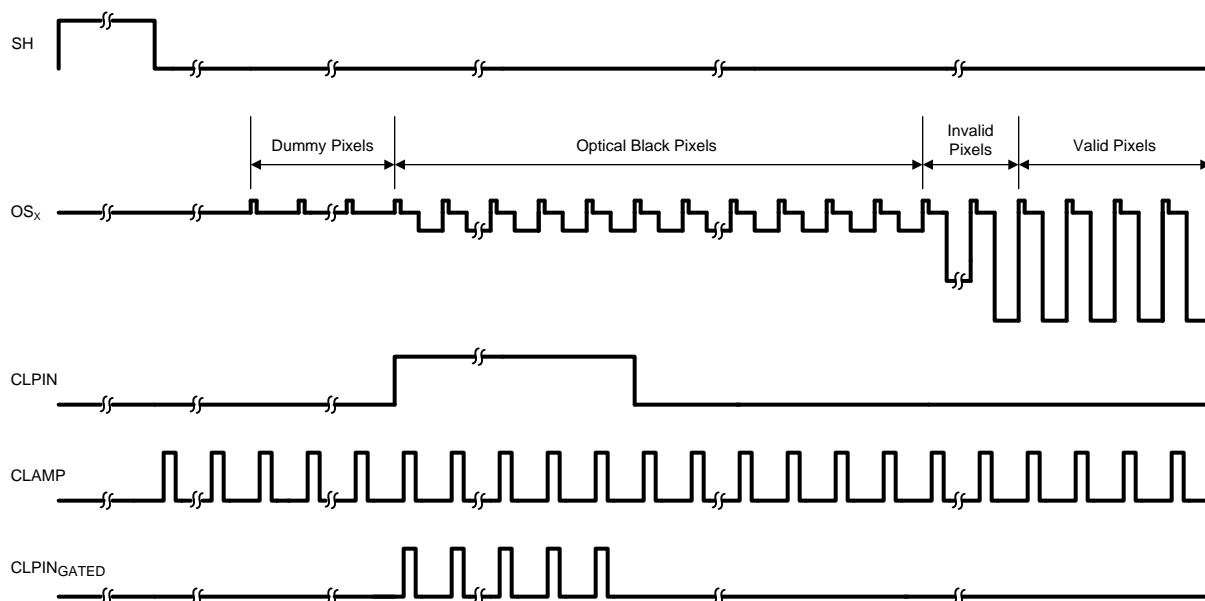 SH
Dummy Pixels
Optical Black Pixels
Invalid
Pixels
Valid Pixels
OSX
CLPIN
CLAMP
CLPINGATED